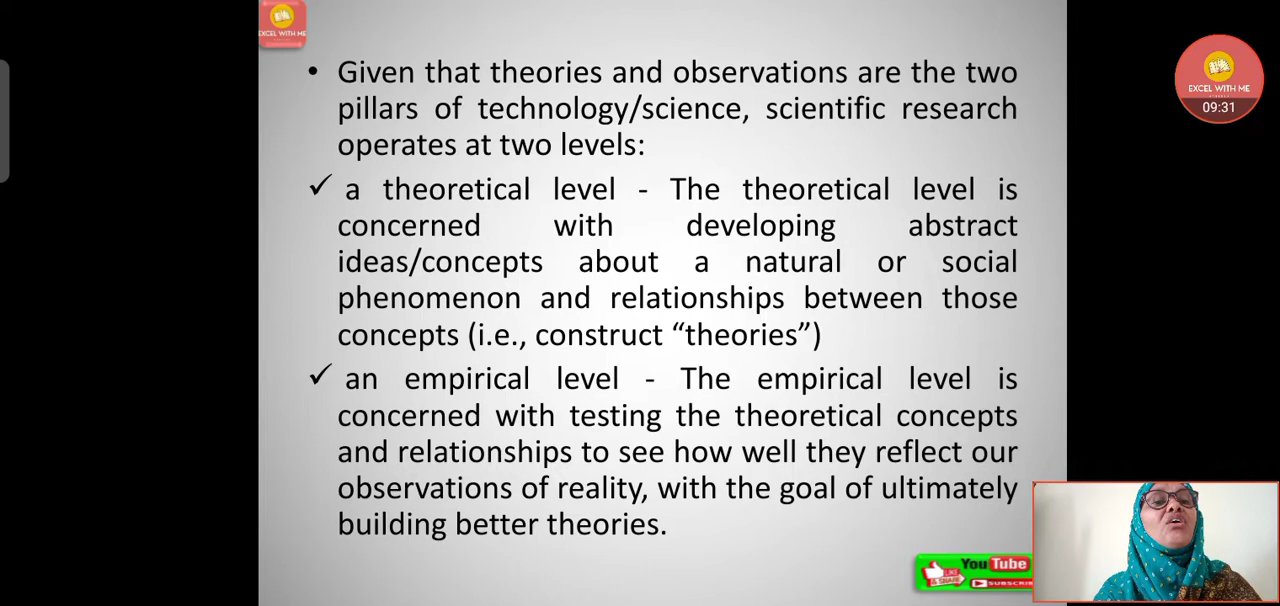 EXCEL WITH ME
• Given that theories and observations are the two
pillars of technology/science, scientific research
operates at two levels:
✓ a theoretical level - The theoretical level is
concerned with developing abstract
ideas/concepts about a natural or social
phenomenon and relationships between those
concepts (i.e., construct “theories”)
✓ an empirical level - The empirical level is
concerned with testing the theoretical concepts
and relationships to see how well they reflect our
observations of reality, with the goal of ultimately
building better theories.
EXCEL WITH ME
09:31
YouTube
LIKE
& SHARE